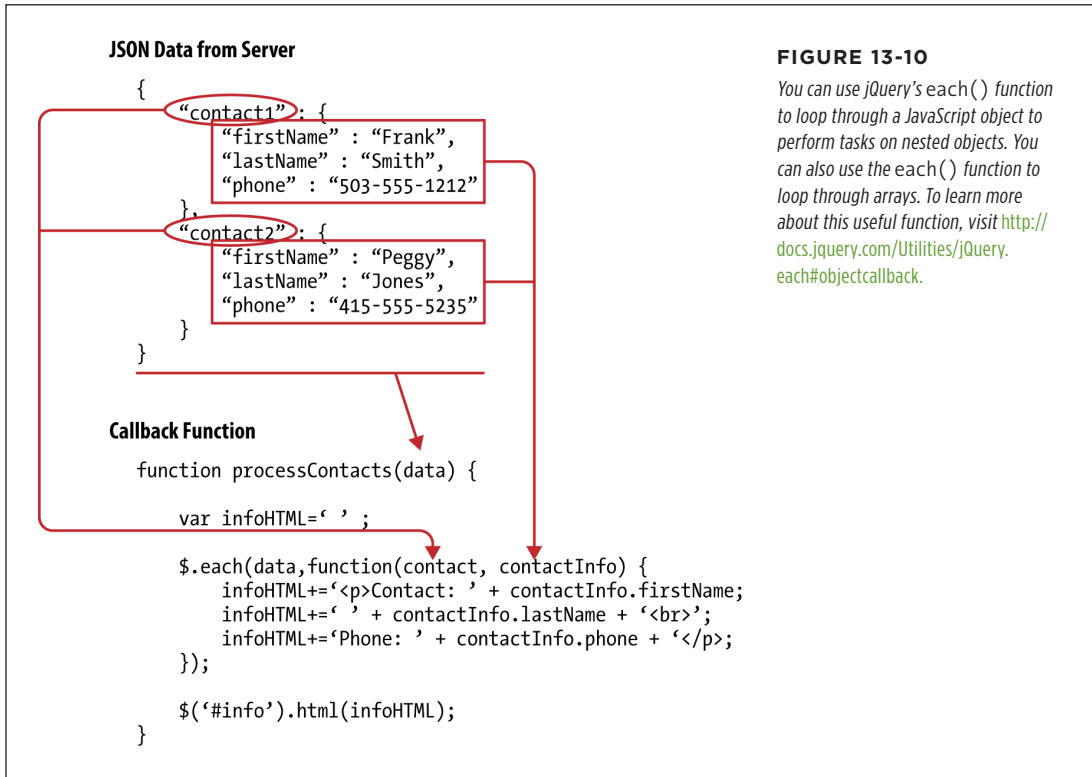 JSON Data from Server
{
“contact1” : {
“firstName” : “Frank”,
“lastName” : “Smith”,
“phone” : “503-555-1212”
},
“contact2” : {
“firstName” : “Peggy”,
“lastName” : “Jones”,
“phone” : “415-555-5235”
}
}
Callback Function
function processContacts(data) {
var infoHTML=‘ ’ ;
$.each(data,function(contact, contactInfo) {
infoHTML+=‘<p>Contact: ’ + contactInfo.firstName;
infoHTML+=‘ ’ + contactInfo.lastName + ‘<br>’;
infoHTML+=‘Phone: ’ + contactInfo.phone + ‘</p>;
});
$(‘#info’).html(infoHTML);
}
FIGURE 13-10
You can use jQuery’s each() function
to loop through a JavaScript object to
perform tasks on nested objects. You
can also use the each() function to
loop through arrays. To learn more
about this useful function, visit http://
docs.jquery.com/Utilities/jQuery.
each#objectcallback.